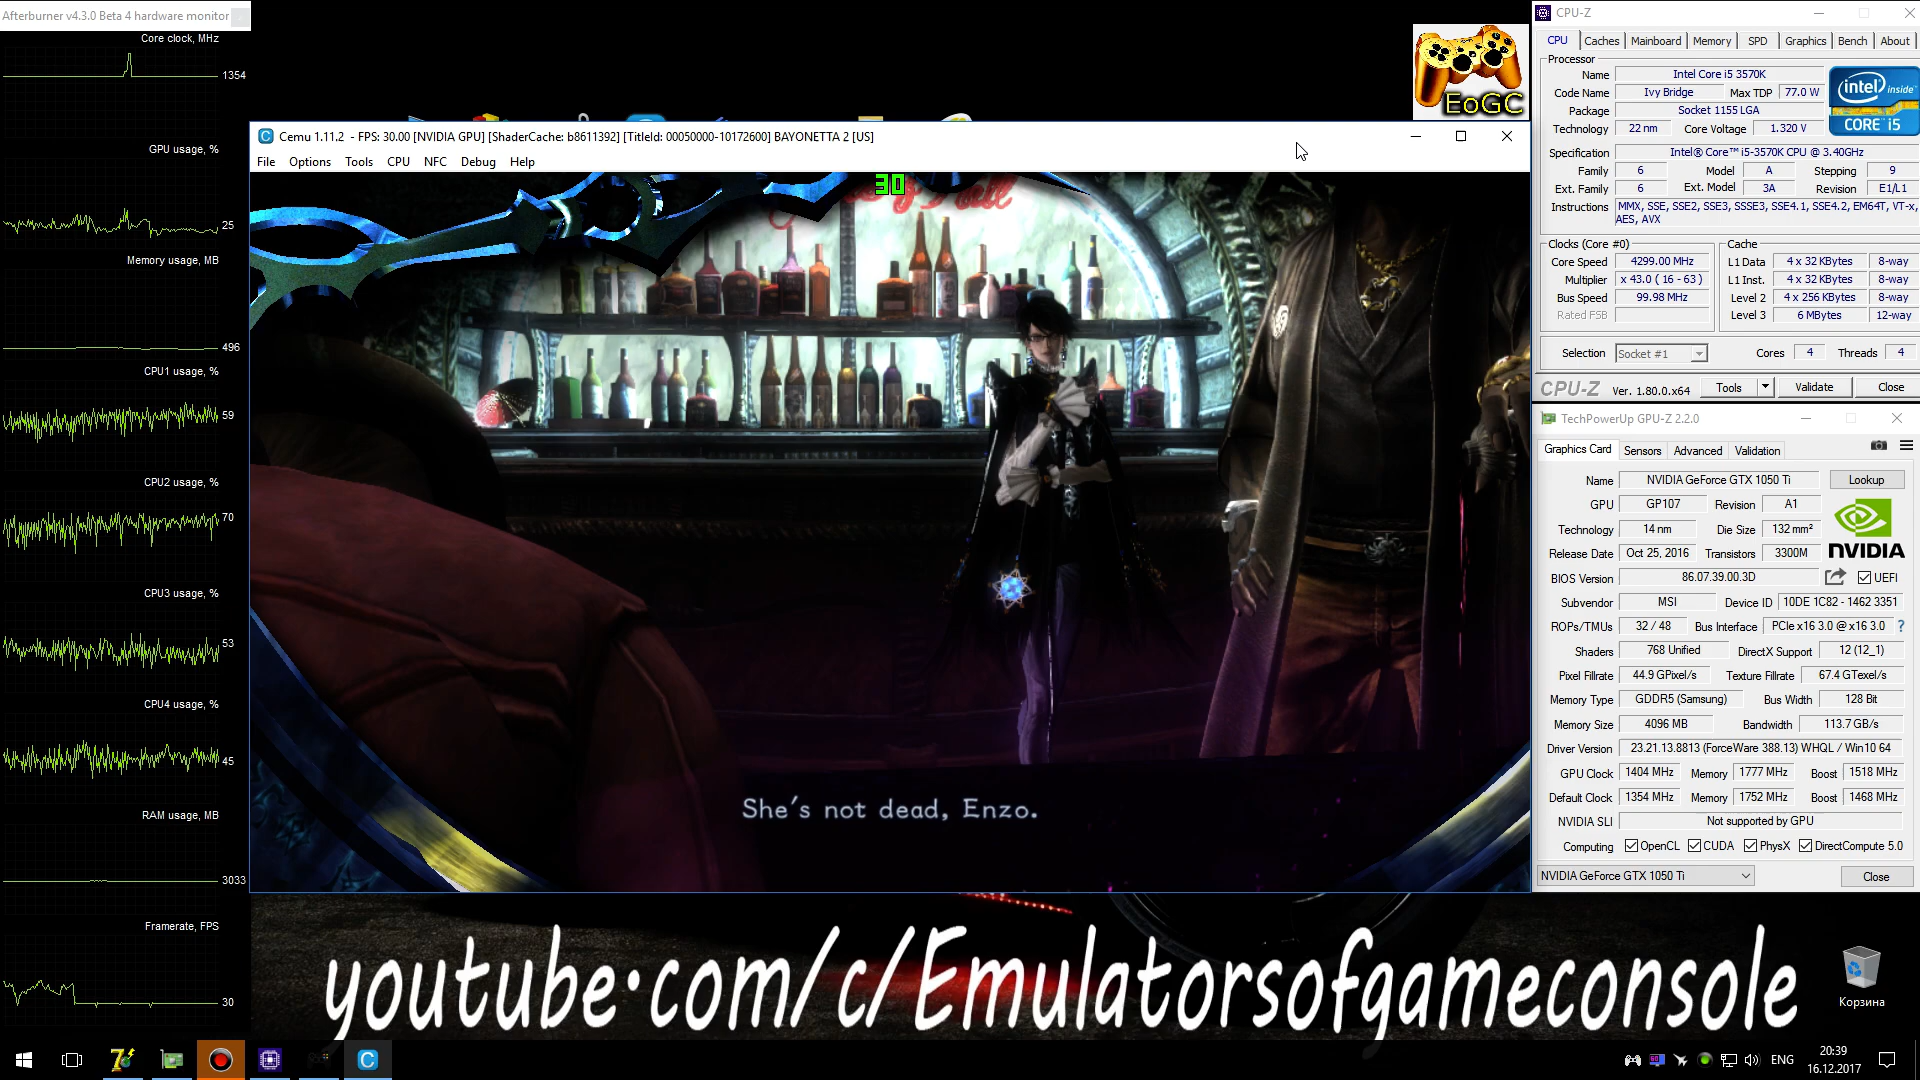 Afterburner v4.3.0 Beta 4 hardware monitor
Core clock, MHz
1354
GPU usage, %
25
Memory usage, MB
496
CPU1 usage, %
59
CPU2 usage, %
70
CPU3 usage, %
53
CPU4 usage, %
45
RAM usage, MB
3033
Framerate, FPS
30
EoGC
Cemu 1.11.2 - FPS: 30.00 [NVIDIA GPU] [ShaderCache: b8611392] [TitleId: 00050000-10172600] BAYONETTA 2 [US]
File Options Tools CPU NFC Debug Help
30
She's not dead, Enzo.
CPU-Z
CPU Caches Mainboard Memory SPD Graphics Bench About
Processor
Name Intel Core i5 3570K
Code Name Ivy Bridge Max TDP 77.0 W
Package Socket 1155 LGA
Technology 22 nm Core Voltage 1.320 V
intel inside
CORE i5
Specification Intel® Core™ i5-3570K CPU @ 3.40GHz
Family 6 Model A Stepping 9
Ext. Family 6 Ext. Model 3A Revision E1/L1
Instructions MMX, SSE, SSE2, SSE3, SSSE3, SSE4.1, SSE4.2, EM64T, VT-x,
AES, AVX
Clocks (Core #0) Cache
Core Speed 4299.00 MHz L1 Data 4 x 32 KBytes 8-way
Multiplier x 43.0 ( 16 - 63 ) L1 Inst. 4 x 32 KBytes 8-way
Bus Speed 99.98 MHz Level 2 4 x 256 KBytes 8-way
Rated FSB Level 3 6 MBytes 12-way
Selection Socket #1 Cores 4 Threads 4
CPU-Z Ver. 1.80.0.x64 Tools Validate Close
TechPowerUp GPU-Z 2.2.0
Graphics Card Sensors Advanced Validation
Name NVIDIA GeForce GTX 1050 Ti Lookup
GPU GP107 Revision A1
Technology 14 nm Die Size 132 mm²
Release Date Oct 25, 2016 Transistors 3300M
NVIDIA
BIOS Version 86.07.39.00.3D UEFI
Subvendor MSI Device ID 10DE 1C82 - 1462 3351
ROPs/TMUs 32 / 48 Bus Interface PCIe x16 3.0 @ x16 3.0 ?
Shaders 768 Unified DirectX Support 12 (12_1)
Pixel Fillrate 44.9 GPixel/s Texture Fillrate 67.4 GTexel/s
Memory Type GDDR5 (Samsung) Bus Width 128 Bit
Memory Size 4096 MB Bandwidth 113.7 GB/s
Driver Version 23.21.13.8813 (ForceWare 388.13) WHQL / Win10 64
GPU Clock 1404 MHz Memory 1777 MHz Boost 1518 MHz
Default Clock 1354 MHz Memory 1752 MHz Boost 1468 MHz
NVIDIA SLI Not supported by GPU
Computing OpenCL CUDA PhysX DirectCompute 5.0
NVIDIA GeForce GTX 1050 Ti Close
youtube.com/c/Emulatorsofgameconsole
Корзина
ENG
20:39
16.12.2017